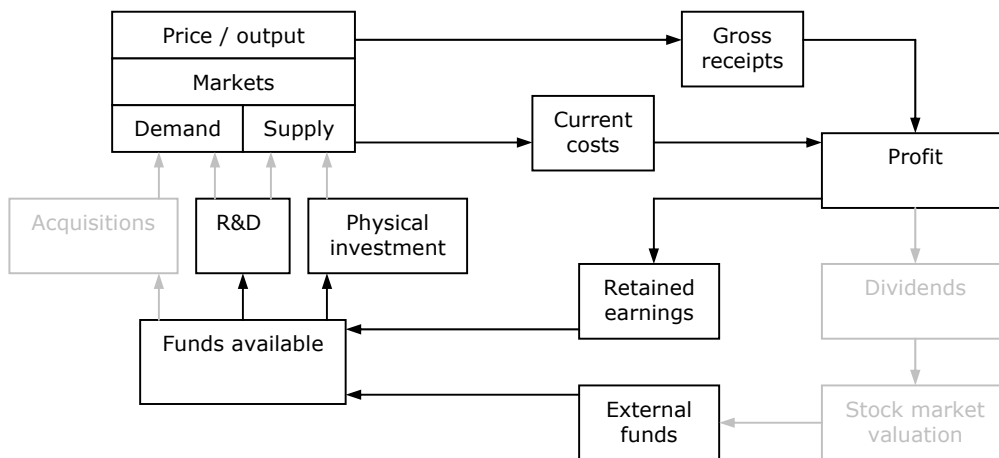 Price / output
Gross
receipts
Markets
Demand
Supply
Current
costs
Profit
Acquisitions
R&D
Physical
investment
Retained
earnings
Dividends
Funds available
External
funds
Stock market
valuation